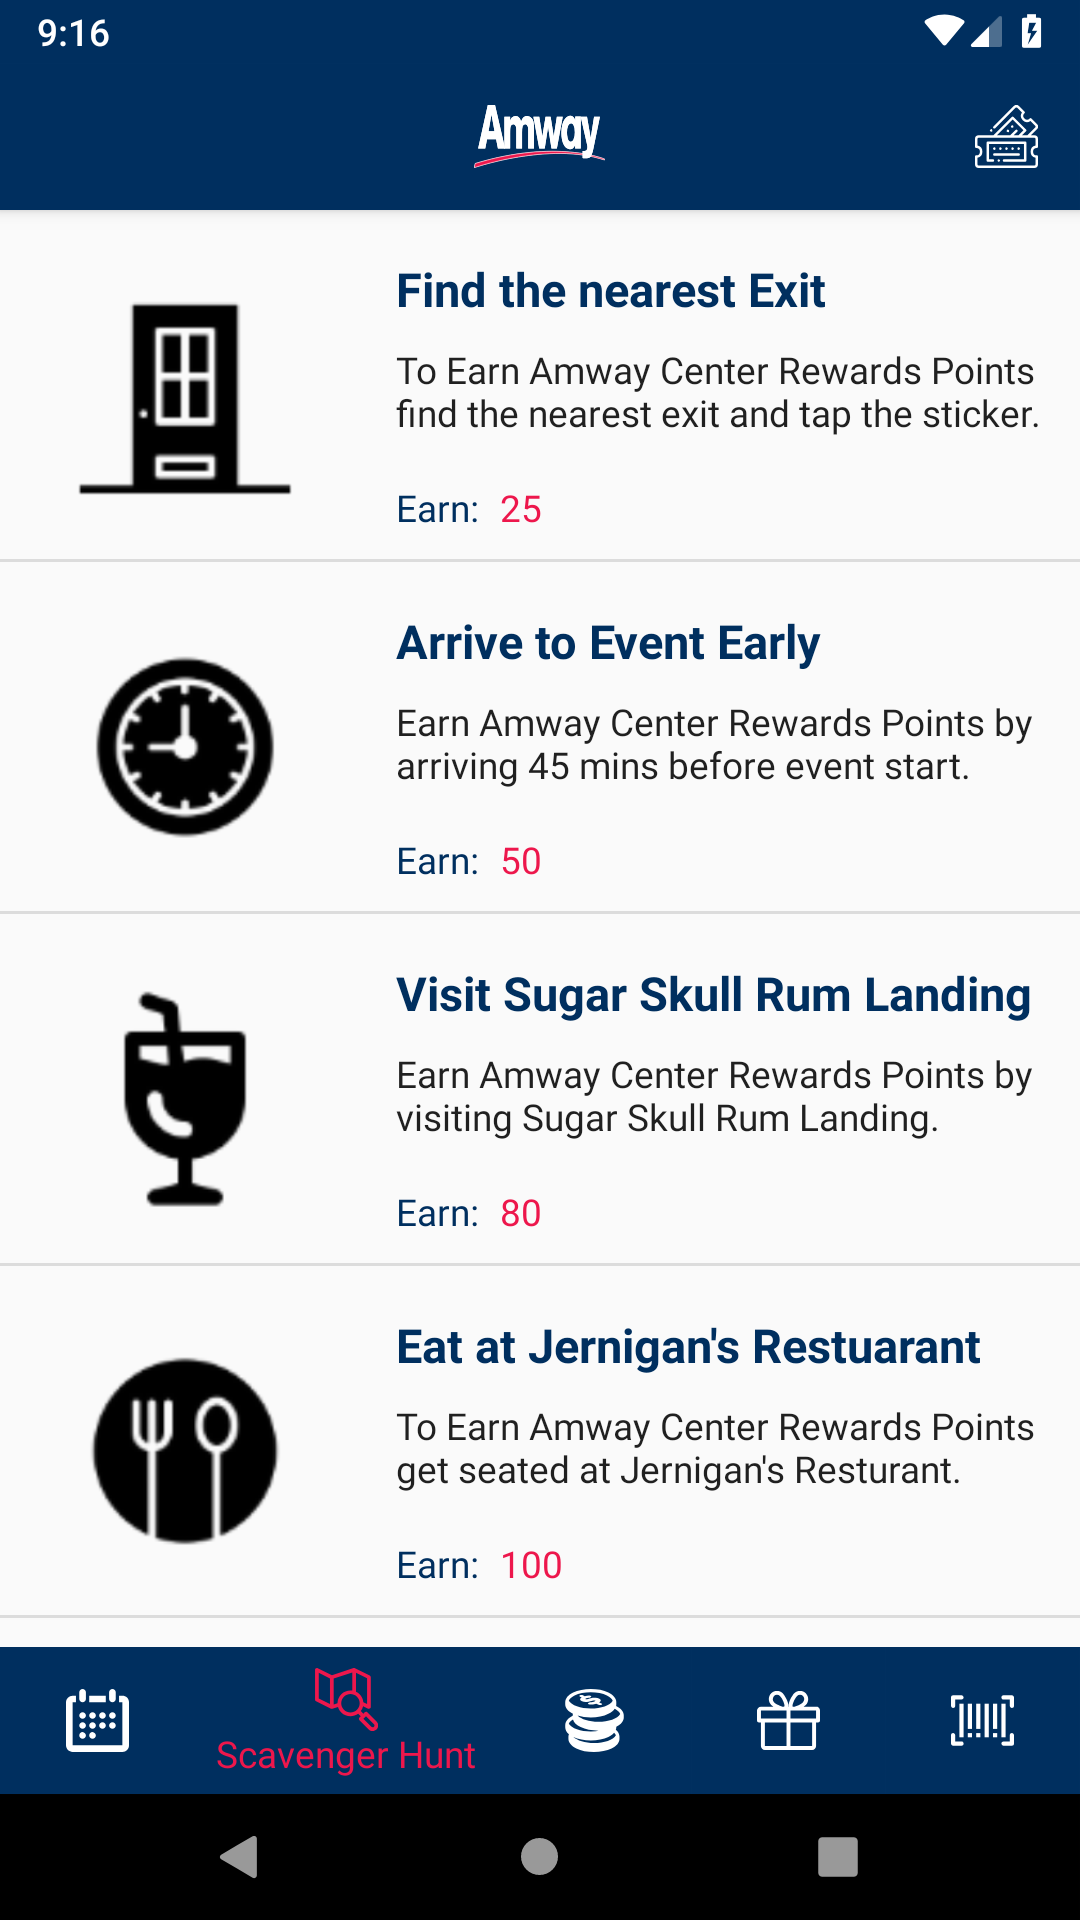 9:16
Amway
Find the nearest Exit
To Earn Amway Center Rewards Points
find the nearest exit and tap the sticker.
Earn: 25
Arrive to Event Early
Earn Amway Center Rewards Points by
arriving 45 mins before event start.
Earn: 50
Visit Sugar Skull Rum Landing
Earn Amway Center Rewards Points by
visiting Sugar Skull Rum Landing.
Earn: 80
Eat at Jernigan's Restuarant
To Earn Amway Center Rewards Points
get seated at Jernigan's Resturant.
Earn: 100
Scavenger Hunt